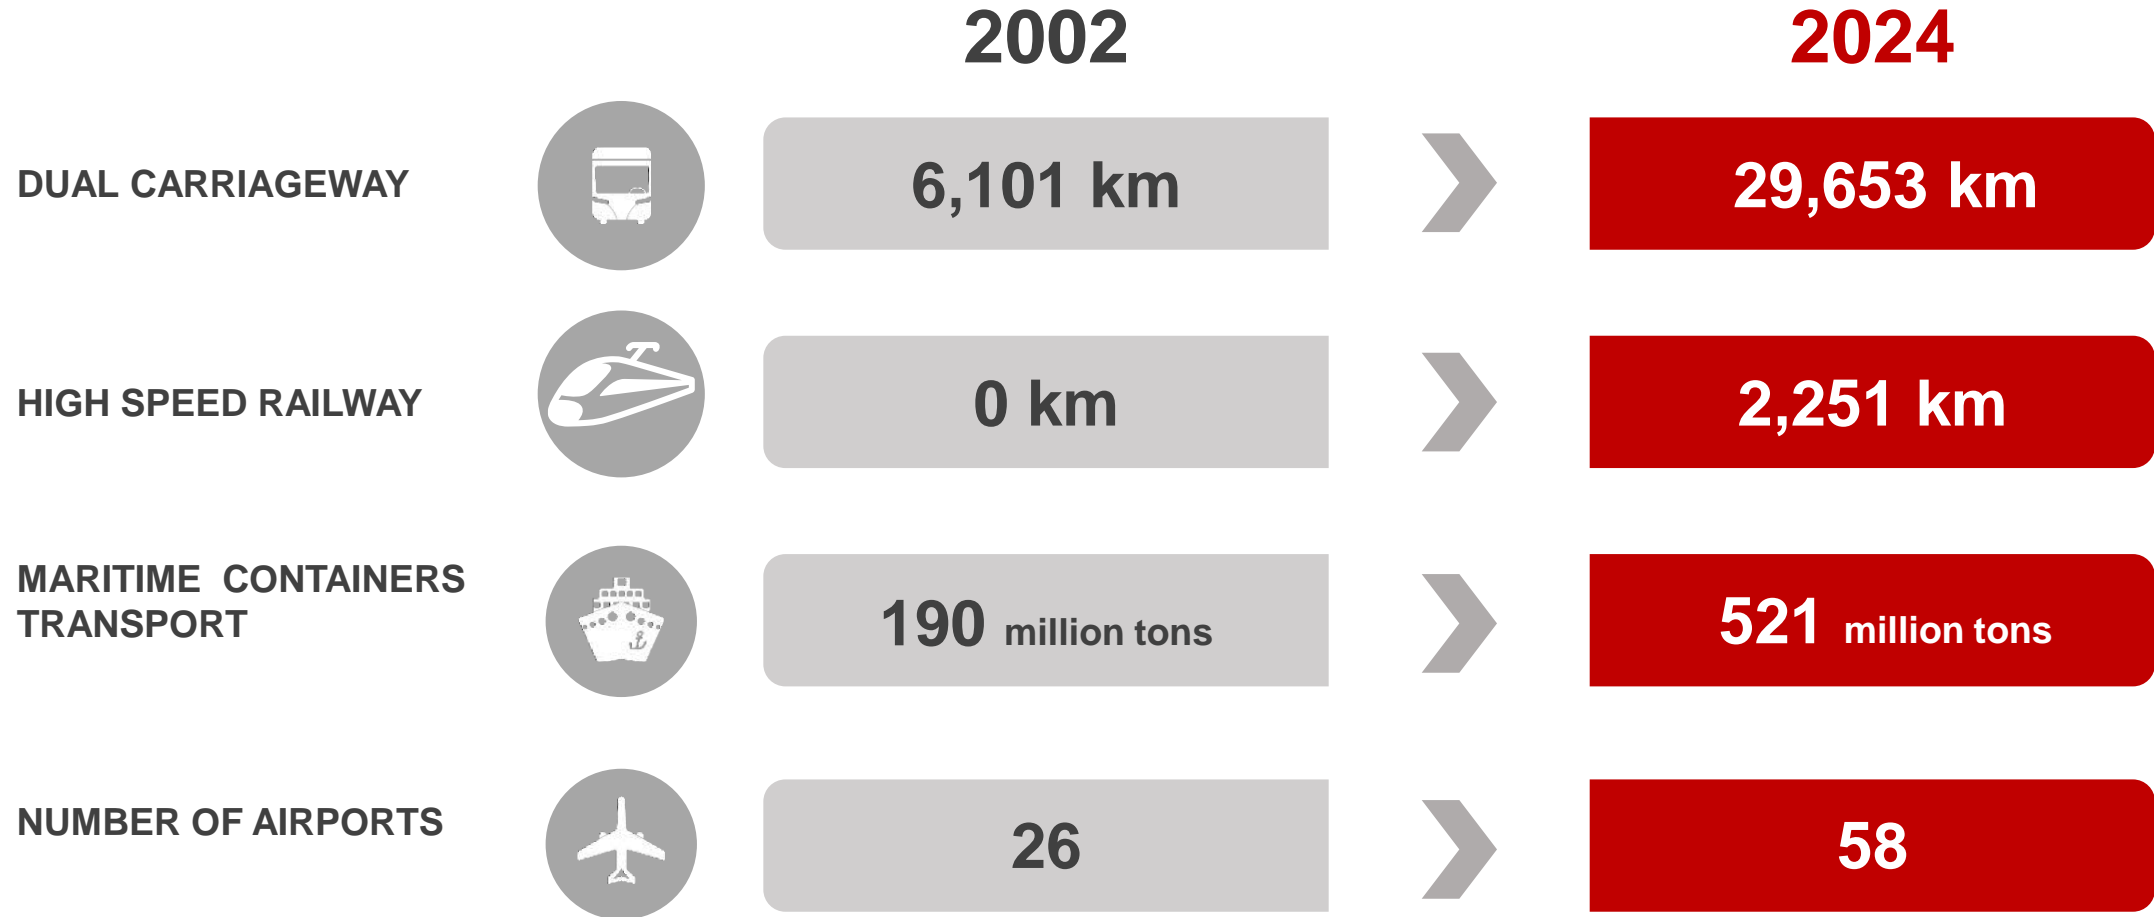 2002 2024
DUAL CARRIAGEWAY 6,101 km 29,653 km
HIGH SPEED RAILWAY 0 km 2,251 km
MARITIME CONTAINERS
TRANSPORT 190 million tons 521 million tons
NUMBER OF AIRPORTS 26 58